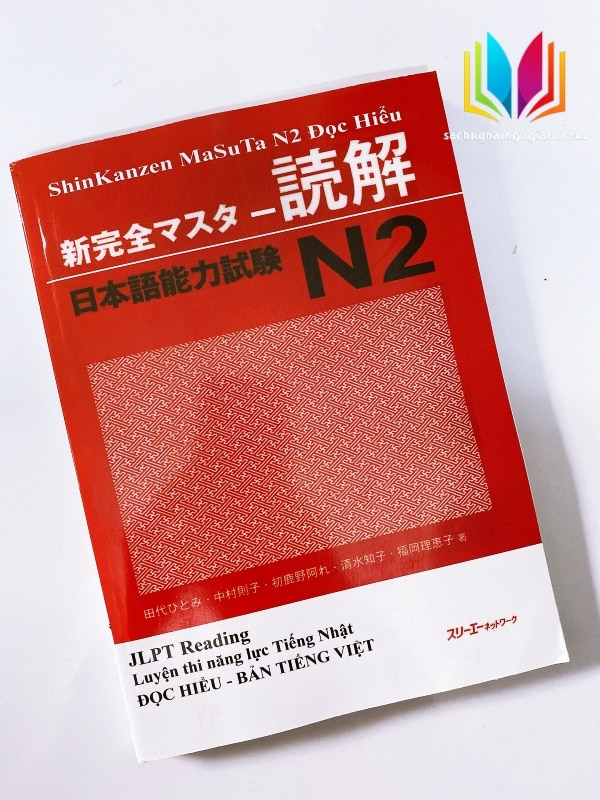 sachngoaingugiare.com
ShinKanzen MaSuTa N2 Đọc Hiểu
新完全マスター読解
日本語能力試験 N2
田代ひとみ・中村則子・初鹿野阿れ・清水知子・福岡理恵子 著
スリーエーネットワーク
JLPT Reading
Luyện thi năng lực Tiếng Nhật
ĐỌC HIỂU - BẢN TIẾNG VIỆT